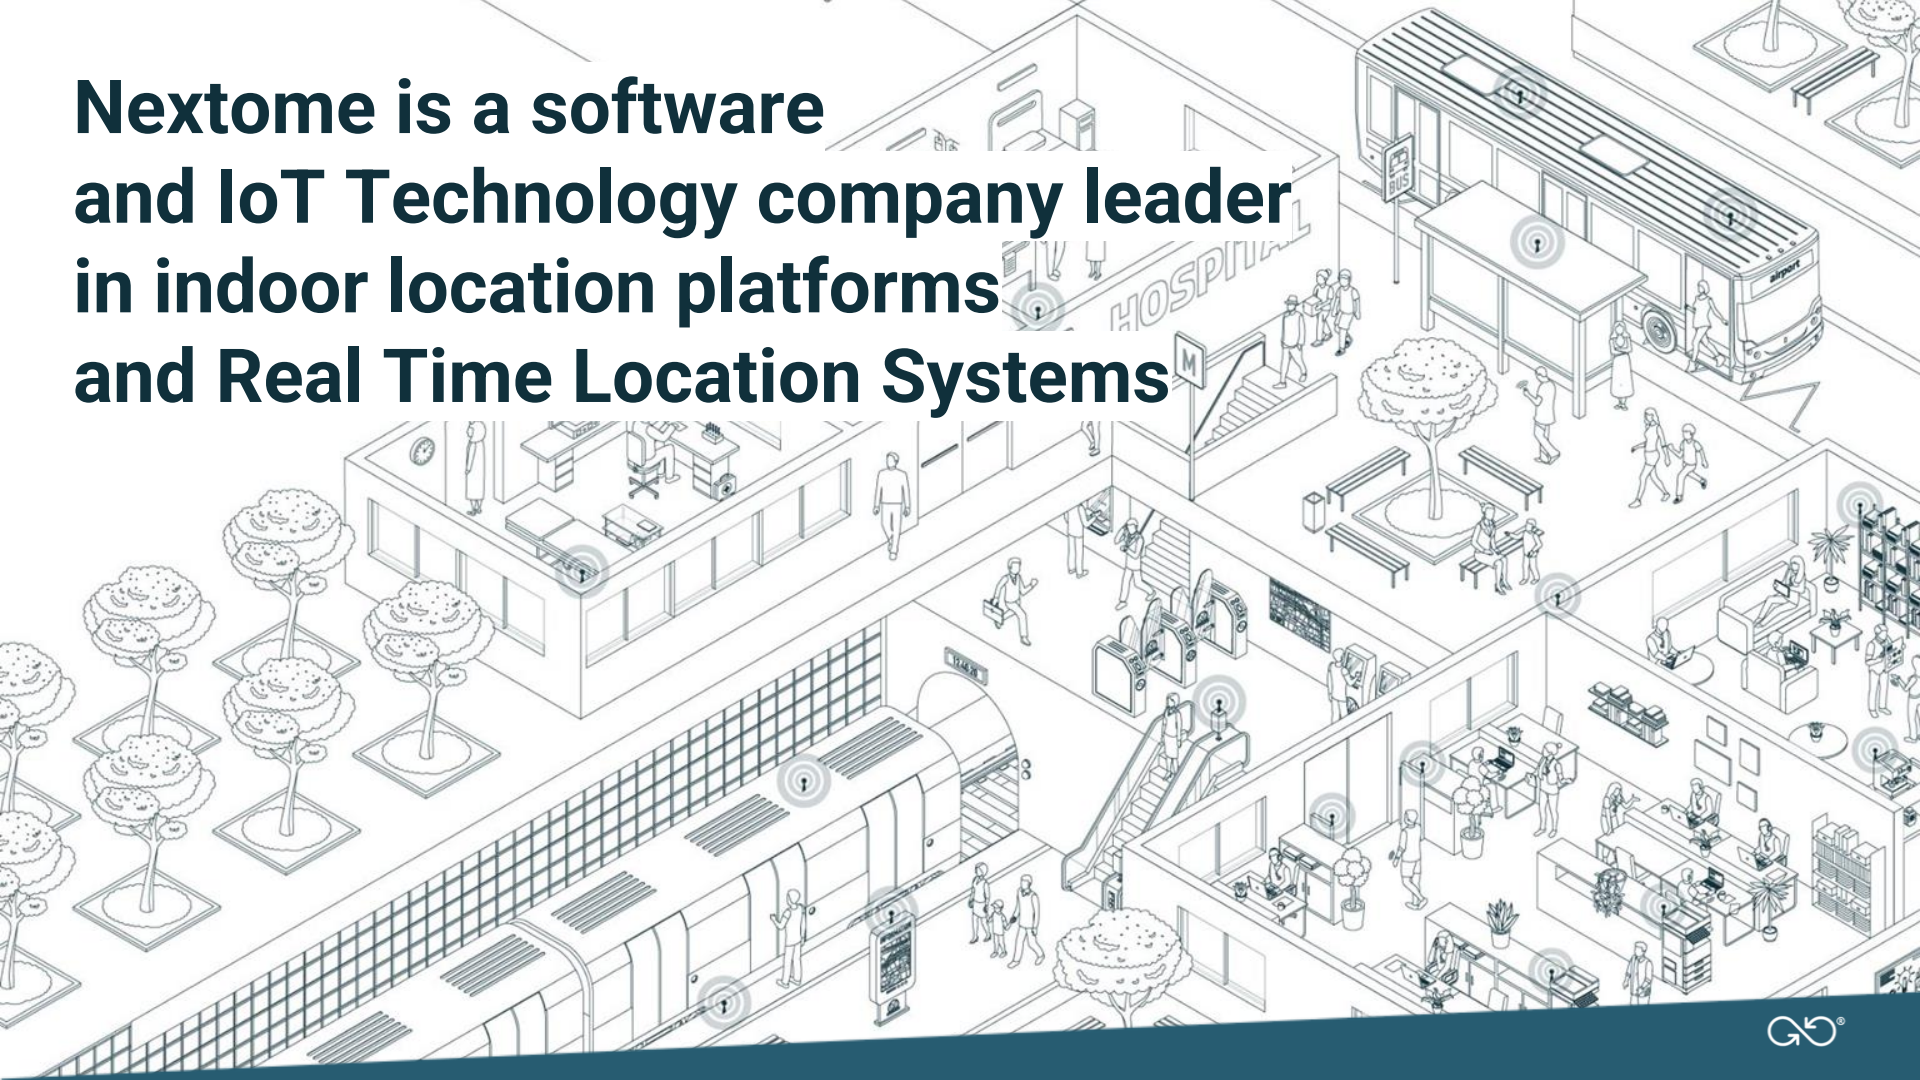 Nextome is a software
and IoT Technology company leader
in indoor location platforms
and Real Time Location Systems
BUS
airport
HOSPITAL
M
®